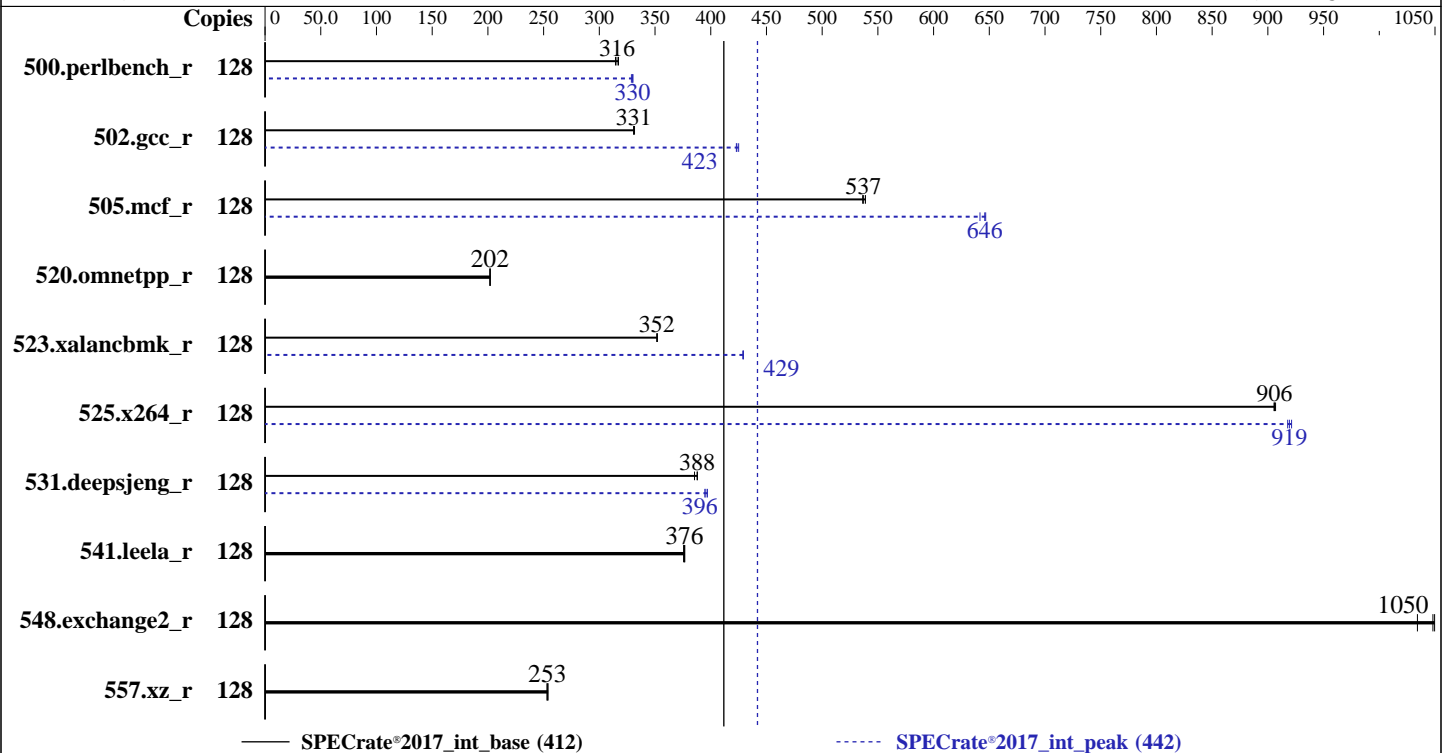 Copies 0 50.0 100 150 200 250 300 350 400 450 500 550 600 650 700 750 800 850 900 950 1050
316
500.perlbench_r 128
330
331
502.gcc_r 128
423
537
505.mcf_r 128
646
202
520.omnetpp_r 128
352
523.xalancbmk_r 128
429
906
525.x264_r 128
919
388
531.deepsjeng_r 128
396
376
541.leela_r 128
1050
548.exchange2_r 128
253
557.xz_r 128
SPECrate®2017_int_base (412) SPECrate®2017_int_peak (442)